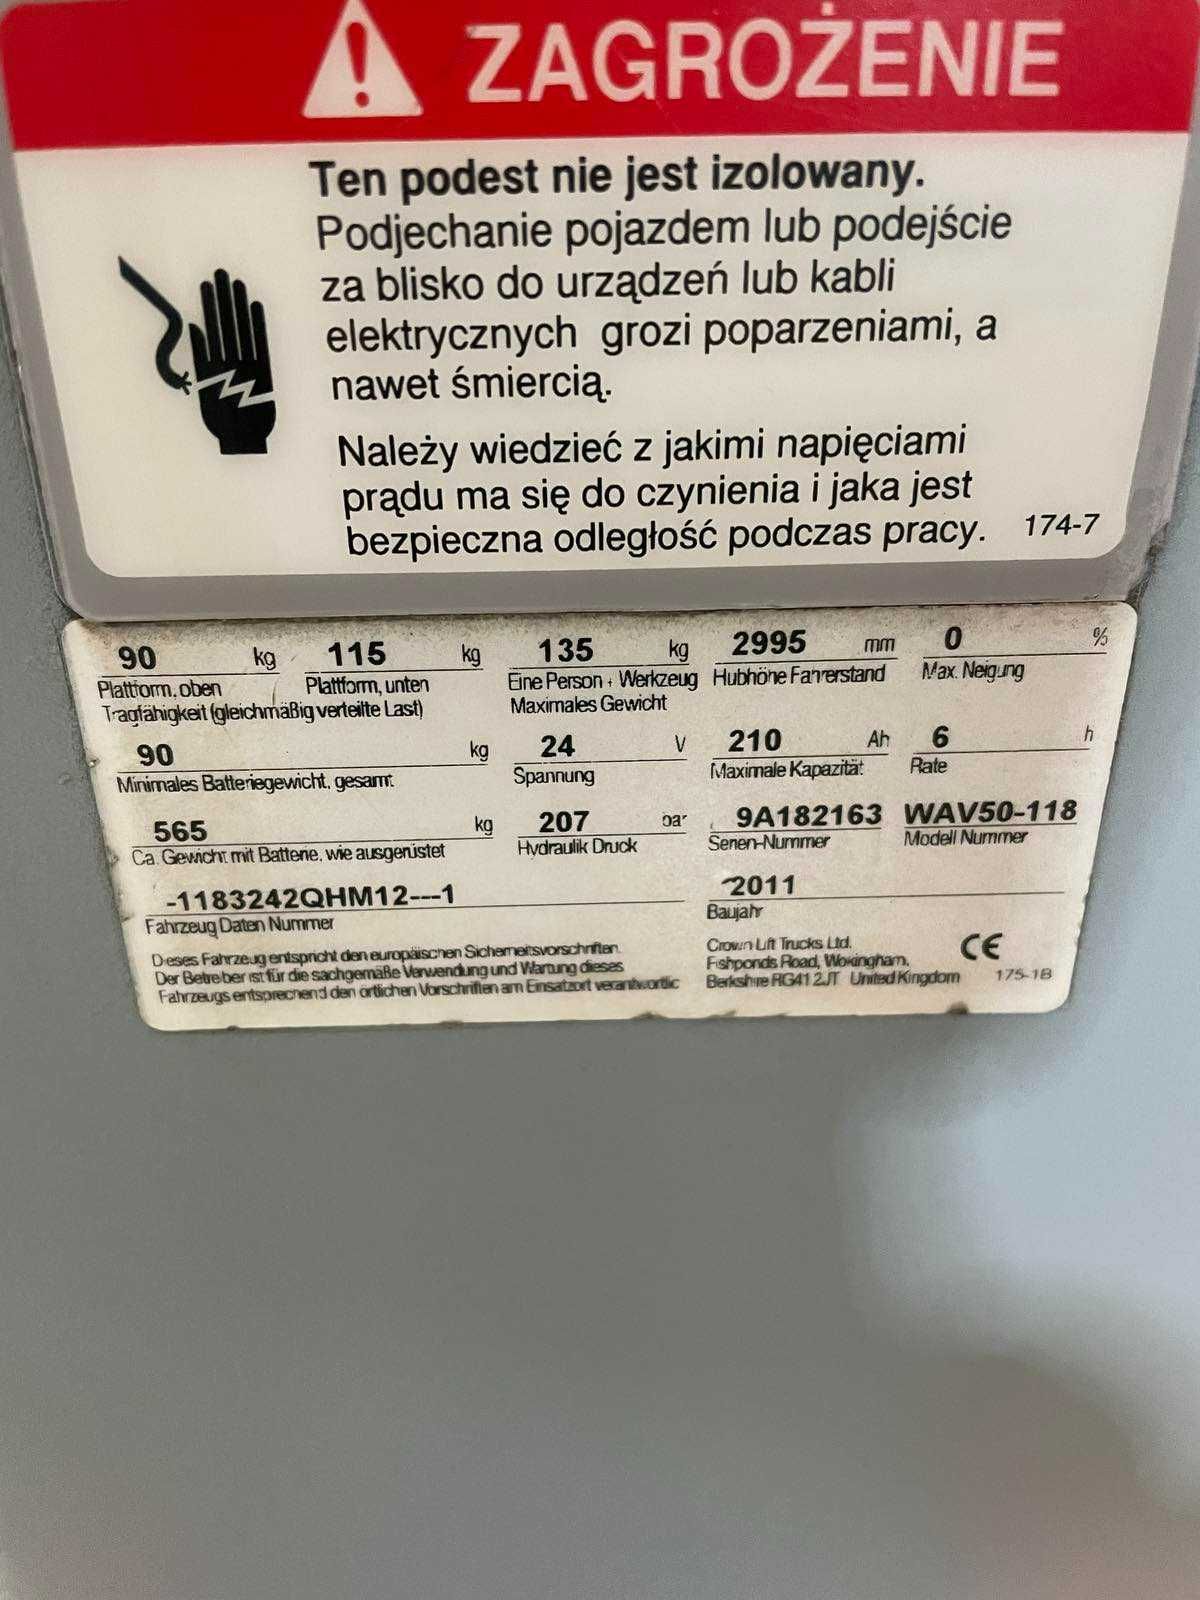 ZAGROŻENIE
Ten podest nie jest izolowany.
Podjechanie pojazdem lub podejście
za blisko do urządzeń lub kabli
elektrycznych grozi poparzeniami, a
nawet śmiercią.
Należy wiedzieć z jakimi napięciami
prądu ma się do czynienia i jaka jest
bezpieczna odległość podczas pracy. 174-7
90 kg 115 kg 135 kg 2995 mm 0 %
Plattform, oben Plattform, unten Eine Person + Werkzeug Hubhöhe Fahrerstand Max. Neigung
Tragfähigkeit (gleichmäßig verteilte Last) Maximales Gewicht
90 kg 24 V 210 Ah 6 h
Minimales Batteriegewicht, gesamt Spannung Maximale Kapazität Rate
565 kg 207 bar 9A182163 WAV50-118
Ca. Gewicht mit Batterie, wie ausgerüstet Hydraulik Druck Serien-Nummer Modell Nummer
-1183242QHM12---1 2011
Fahrzeug Daten Nummer Baujahr
Dieses Fahrzeug entspricht den europäischen Sicherheitsvorschriften.
Der Betreiber ist für die sachgemäße Verwendung und Wartung dieses
Fahrzeugs entsprechend den örtlichen Vorschriften am Einsatzort verantwortlic
Crown Lift Trucks Ltd.
Fishponds Road, Wokingham,
Berkshire RG41 2JT United Kingdom
CE
175-1B